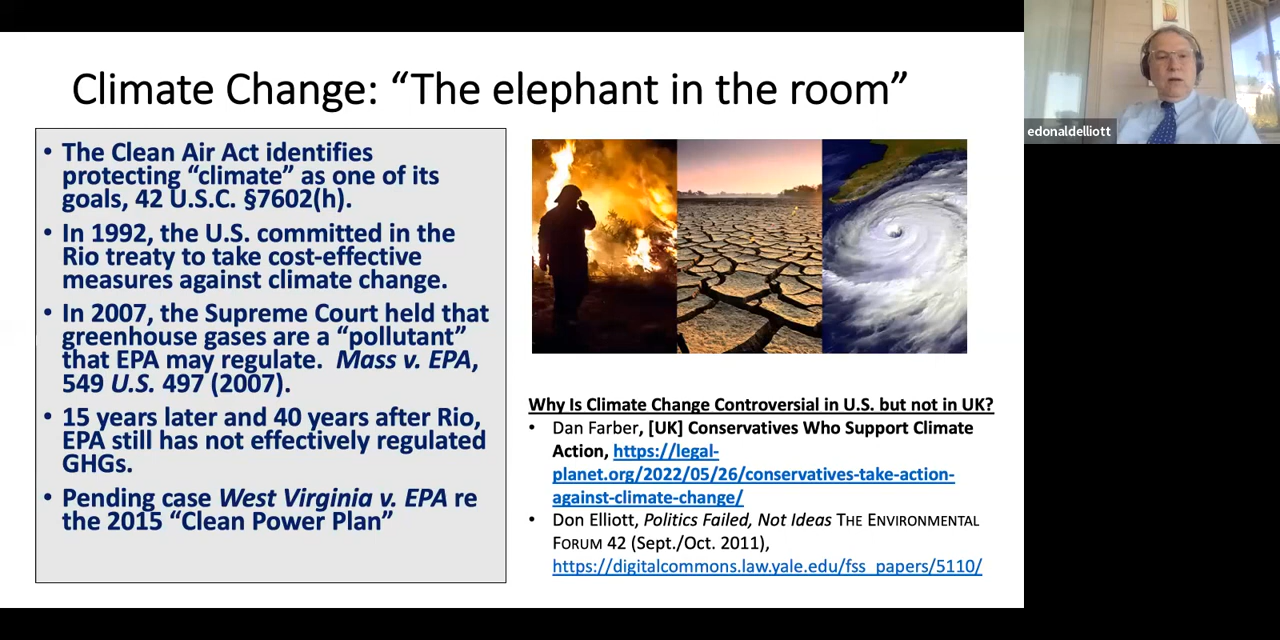 Climate Change: “The elephant in the room”
• The Clean Air Act identifies
protecting “climate” as one of its
goals, 42 U.S.C. §7602(h).
• In 1992, the U.S. committed in the
Rio treaty to take cost-effective
measures against climate change.
• In 2007, the Supreme Court held that
greenhouse gases are a “pollutant”
that EPA may regulate. Mass v. EPA,
549 U.S. 497 (2007).
• 15 years later and 40 years after Rio,
EPA still has not effectively regulated
GHGs.
• Pending case West Virginia v. EPA re
the 2015 “Clean Power Plan”
Why Is Climate Change Controversial in U.S. but not in UK?
• Dan Farber, [UK] Conservatives Who Support Climate
Action, https://legal-
planet.org/2022/05/26/conservatives-take-action-
against-climate-change/
• Don Elliott, Politics Failed, Not Ideas THE ENVIRONMENTAL
FORUM 42 (Sept./Oct. 2011),
https://digitalcommons.law.yale.edu/fss_papers/5110/
edonaldelliott